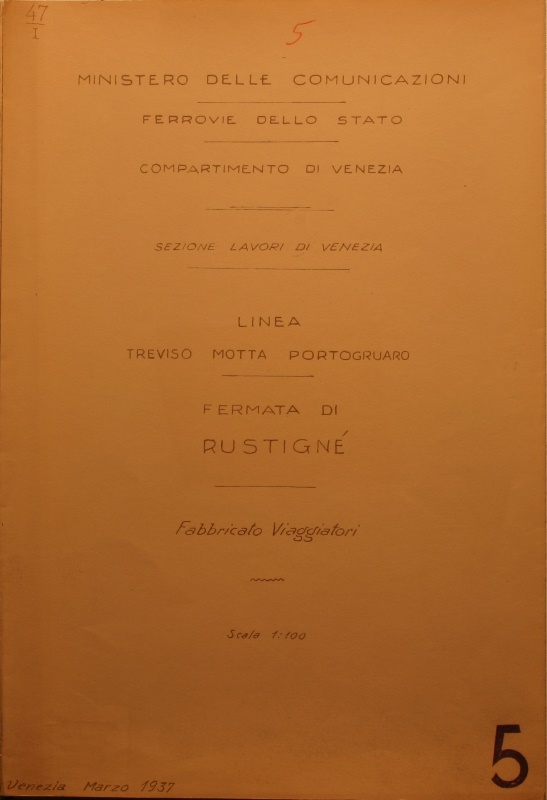 47
I
5
MINISTERO DELLE COMUNICAZIONI
FERROVIE DELLO STATO
COMPARTIMENTO DI VENEZIA
SEZIONE LAVORI DI VENEZIA
LINEA
TREVISO MOTTA PORTOGRUARO
FERMATA DI
RUSTIGNÉ
Fabbricato Viaggiatori
Scala 1:100
5
Venezia Marzo 1937